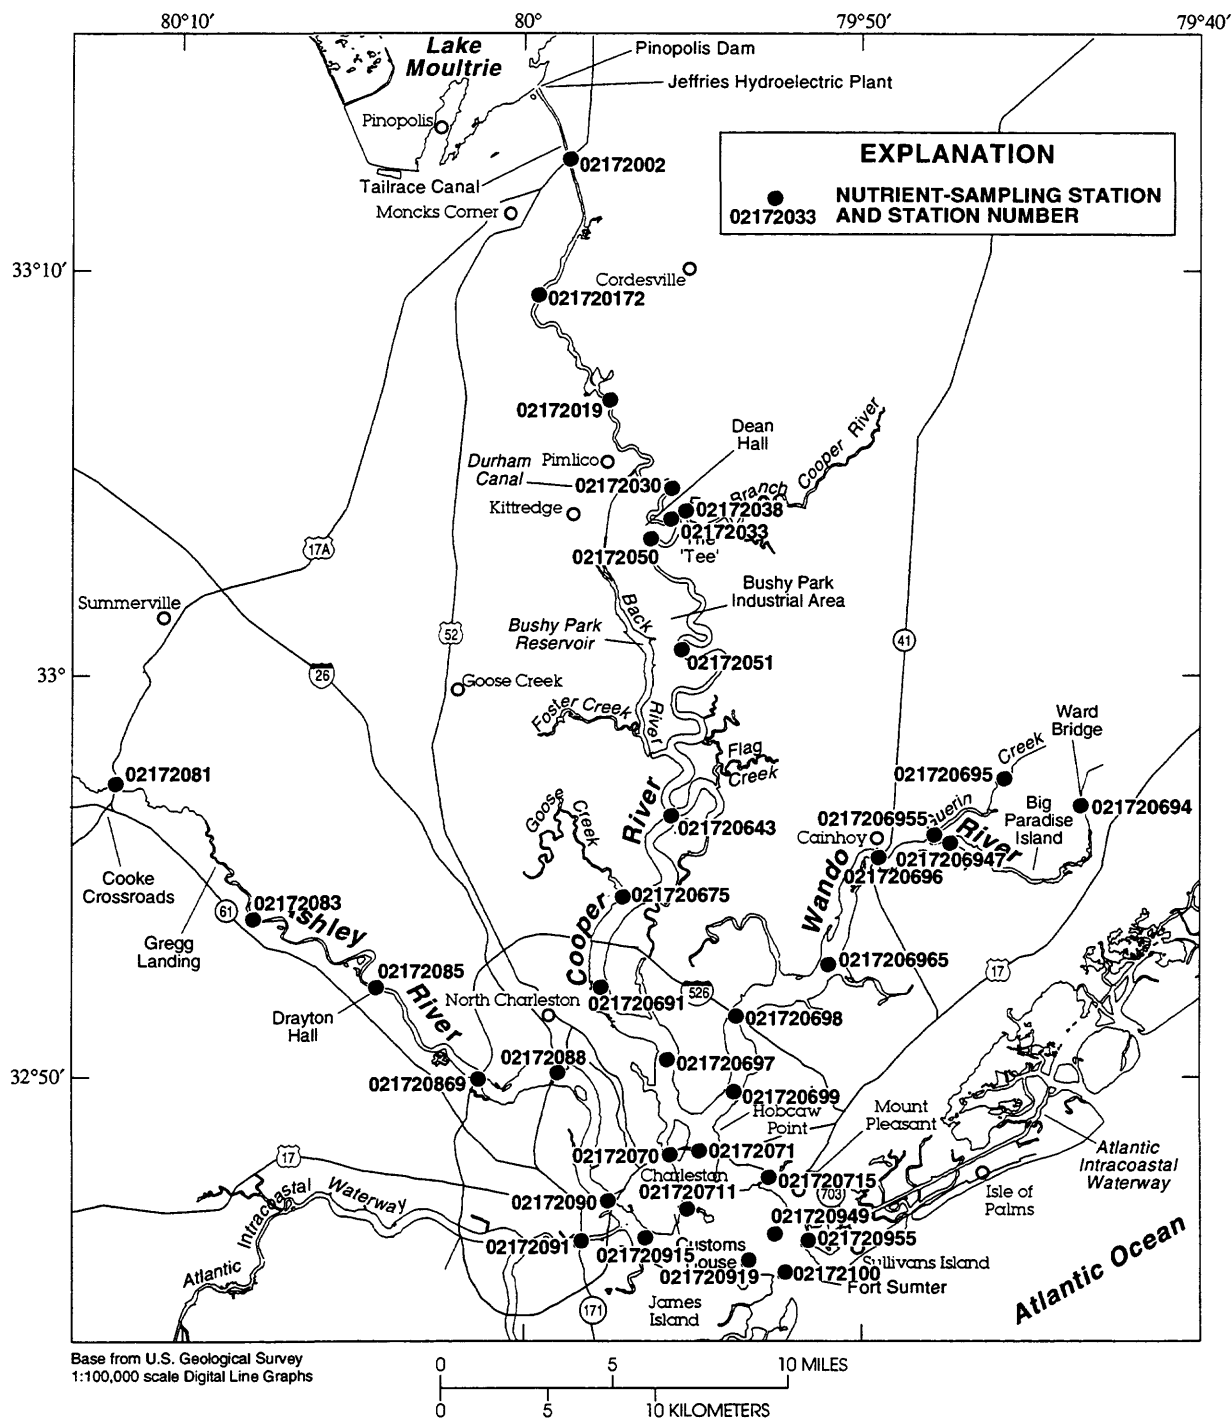 80°10′
80°
79°50′
79°40′
Lake
Moultrie
Pinopolis Dam
Jeffries Hydroelectric Plant
Pinopolis
EXPLANATION
02172033
NUTRIENT-SAMPLING STATION
AND STATION NUMBER
02172002
Tailrace Canal
Moncks Corner
33°10′
Cordesville
021720172
02172019
Dean
Hall
Cooper River
Branch
Durham
Canal
Pimlico
02172030
Kittredge
02172038
02172033
'Tee'
02172050
17A
Bushy Park
Industrial Area
Summerville
52
Back
River
Bushy Park
Reservoir
41
02172051
33°
26
Goose Creek
Foster Creek
Flag
Creek
Ward
Bridge
Creek
02172081
021720695
021720694
Goose
Creek
River
021720643
021720955
Guerin
Big
Paradise
Island
Cainhoy
River
0217206947
021720696
Cooke
Crossroads
61
02172083
021720675
Wando
Ashley
Cooper
Gregg
Landing
02172085
0217206965
17
River
North Charleston
021720691
526
Drayton
Hall
021720698
02172088
021720697
32°50′
021720869
021720699
Hobcaw
Point
Mount
Pleasant
17
02172070
02172071
Charleston
021720715
703
Atlantic
Intracoastal
Waterway
Isle of
Palms
021720711
Atlantic
Intracoastal
Waterway
02172090
021720949
02172091
021720915
021720955
Customs
House
Sullivans Island
021720919
02172100
Fort Sumter
James
Island
171
Atlantic Ocean
Base from U.S. Geological Survey
1:100,000 scale Digital Line Graphs
0 5 10 MILES
0 5 10 KILOMETERS